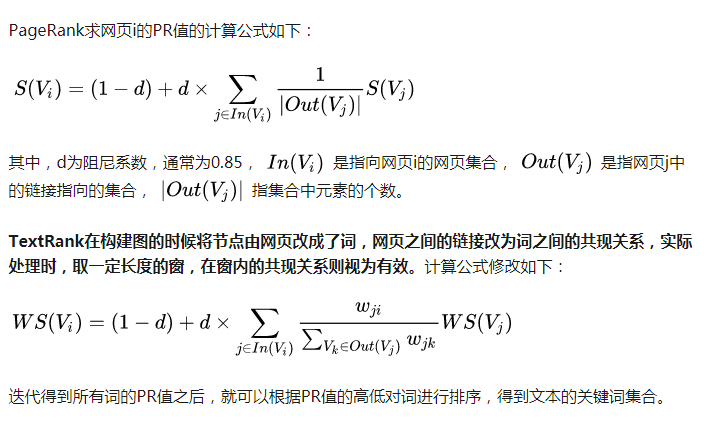 PageRank求网页i的PR值的计算公式如下：
S(V_i) = (1 − d) + d × ∑_{j∈In(V_i)} \frac{1}{|Out(V_j)|} S(V_j)
其中，d为阻尼系数，通常为0.85， In(V_i) 是指向网页i的网页集合， Out(V_j) 是指网页j中
的链接指向的集合， |Out(V_j)| 指集合中元素的个数。
TextRank在构建图的时候将节点由网页改成了词，网页之间的链接改为词之间的共现关系，实际
处理时，取一定长度的窗，在窗内的共现关系则视为有效。计算公式修改如下：
WS(V_i) = (1 − d) + d × ∑_{j∈In(V_i)} \frac{w_{ji}}{∑_{V_k∈Out(V_j)} w_{jk}} WS(V_j)
迭代得到所有词的PR值之后，就可以根据PR值的高低对词进行排序，得到文本的关键词集合。